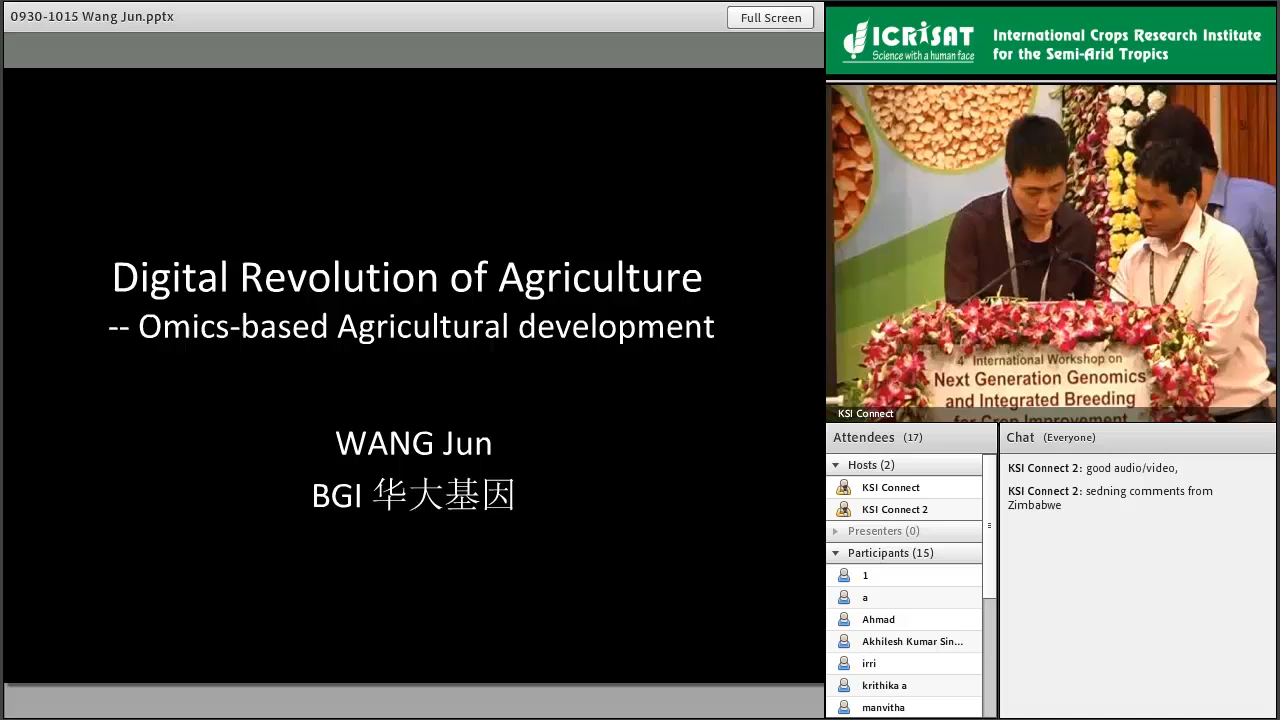 0930-1015 Wang Jun.pptx
Full Screen
Digital Revolution of Agriculture
-- Omics-based Agricultural development
WANG Jun
BGI 华大基因
ICRISAT
Science with a human face
International Crops Research Institute
for the Semi-Arid Tropics
4th International Workshop on
Next Generation Genomics
and Integrated Breeding
for Crop Improvement
KSI Connect
Attendees (17)
Hosts (2)
KSI Connect
KSI Connect 2
Presenters (0)
Participants (15)
1
a
Ahmad
Akhilesh Kumar Sin...
irri
krithika a
manvitha
Chat (Everyone)
KSI Connect 2: good audio/video,
KSI Connect 2: sedning comments from
Zimbabwe